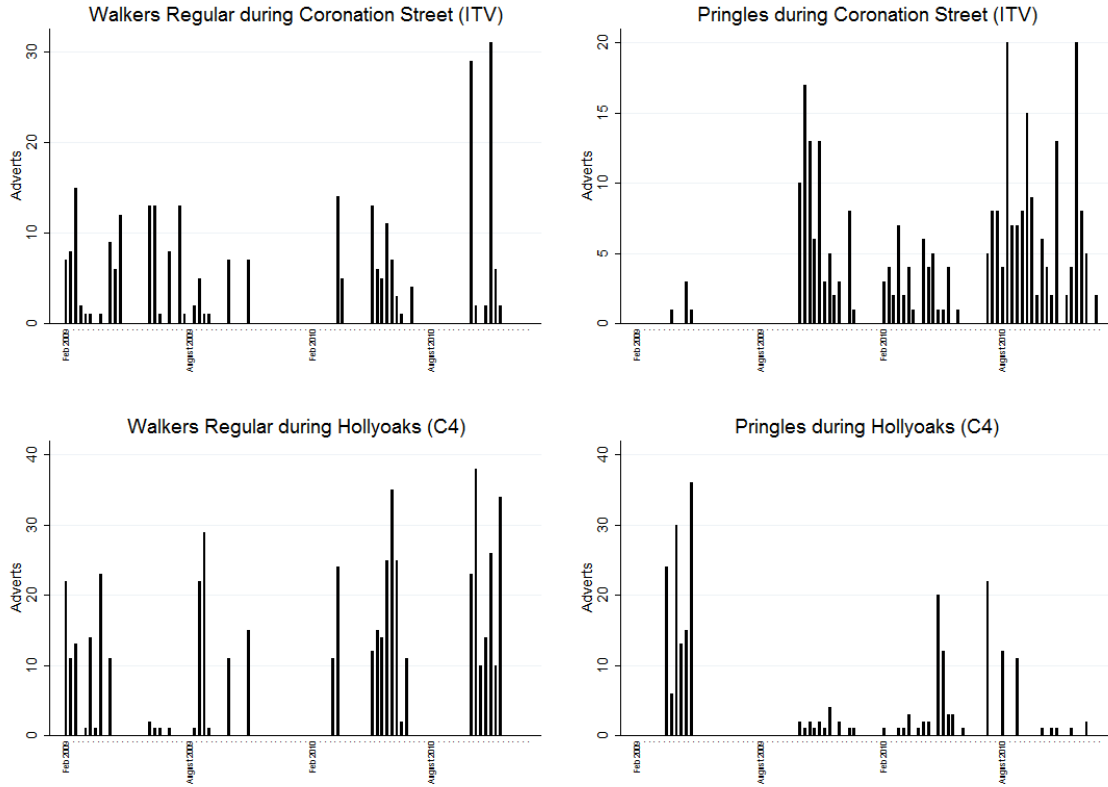 Walkers Regular during Coronation Street (ITV)
Adverts
30
20
10
0
Feb 2009
August 2009
Feb 2010
August 2010
Pringles during Coronation Street (ITV)
Adverts
20
15
10
5
0
Feb 2009
August 2009
Feb 2010
August 2010
Walkers Regular during Hollyoaks (C4)
Adverts
40
30
20
10
0
Feb 2009
August 2009
Feb 2010
August 2010
Pringles during Hollyoaks (C4)
Adverts
40
30
20
10
0
Feb 2009
August 2009
Feb 2010
August 2010